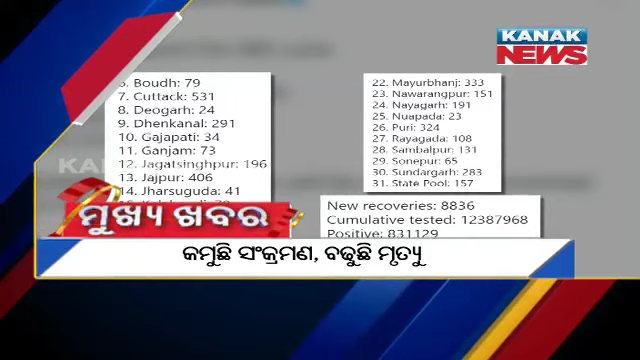 KANAK
NEWS
6: Boudh: 79
7. Cuttack: 531
8. Deogarh: 24
9. Dhenkanal: 291
10. Gajapati: 34
11. Ganjam: 73
12. Jagatsinghpur: 196
13. Jajpur: 406
14. Jharsuguda: 41
22. Mayurbhanj: 333
23. Nawarangpur: 151
24. Nayagarh: 191
25. Nuapada: 23
26. Puri: 324
27. Rayagada: 108
28. Sambalpur: 131
29. Sonepur: 65
30. Sundargarh: 283
31. State Pool: 157
New recoveries: 8836
Cumulative tested: 12387968
Positive: 831129
ମୁଖ୍ୟ ଖବର
କମୁଛି ସଂକ୍ରମଣ, ବଢୁଛି ମୃତ୍ୟୁ